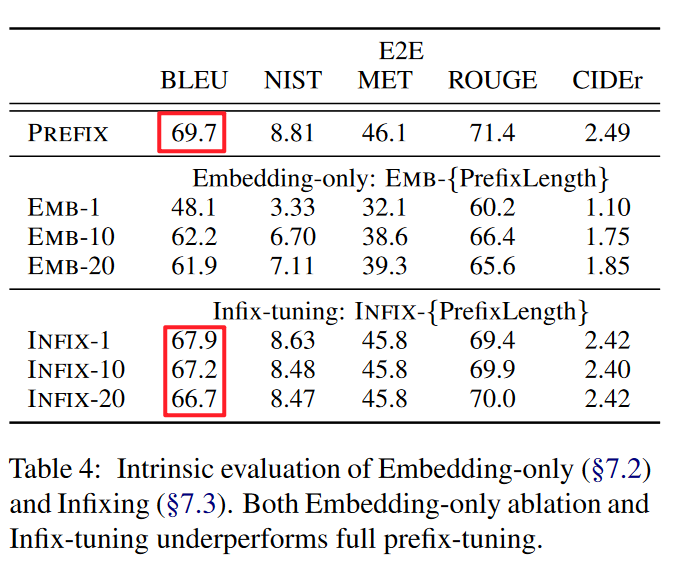 E2E
BLEU NIST MET ROUGE CIDEr
PREFIX 69.7 8.81 46.1 71.4 2.49
Embedding-only: EMB-{PrefixLength}
EMB-1 48.1 3.33 32.1 60.2 1.10
EMB-10 62.2 6.70 38.6 66.4 1.75
EMB-20 61.9 7.11 39.3 65.6 1.85
Infix-tuning: INFIX-{PrefixLength}
INFIX-1 67.9 8.63 45.8 69.4 2.42
INFIX-10 67.2 8.48 45.8 69.9 2.40
INFIX-20 66.7 8.47 45.8 70.0 2.42
Table 4: Intrinsic evaluation of Embedding-only (§7.2)
and Infixing (§7.3). Both Embedding-only ablation and
Infix-tuning underperforms full prefix-tuning.